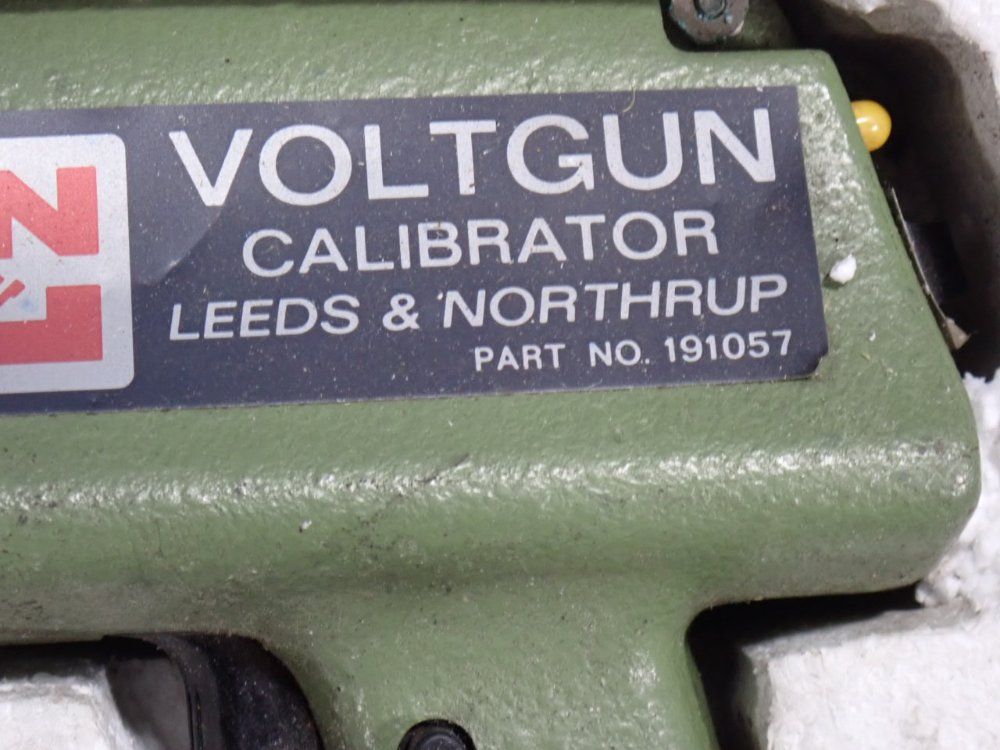 VOLTGUN
CALIBRATOR
LEEDS & NORTHRUP
PART NO. 191057
N
L